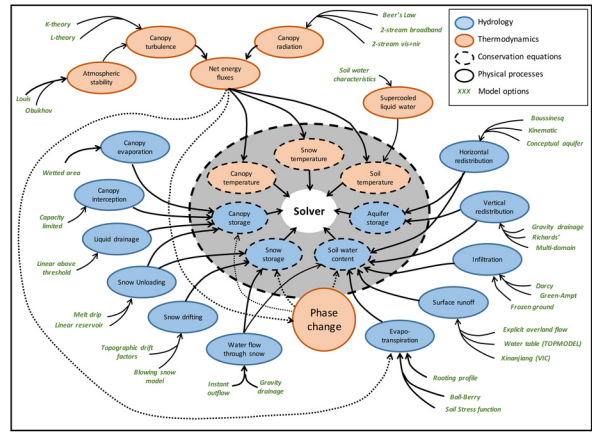 K-theory
L-theory
Canopy
turbulence
Canopy
radiation
Beer's Law
2-stream broadband
2-stream vis+nir
Hydrology
Thermodynamics
Conservation equations
Physical processes
XXX Model options
Atmospheric
stability
Net energy
fluxes
Louis
Obukhov
Soil water
characteristics
Supercooled
liquid water
Baussinesq
Kinematic
Conceptual aquifer
Canopy
evaporation
Wetted area
Snow
temperature
Horizontal
redistribution
Canopy
temperature
Soil
temperature
Canopy
interception
Capacity
limited
Canopy
storage
Solver
Aquifer
storage
Vertical
redistribution
Gravity drainage
Richards'
Multi-domain
Liquid drainage
Linear above
threshold
Snow
storage
Soil water
content
Infiltration
Darcy
Green-Ampt
Frozen ground
Snow Unloading
Melt drip
Linear reservoir
Snow drifting
Topographic drift
factors
Blowing snow
model
Phase
change
Surface runoff
Explicit overland flow
Water table (TOPMODEL)
Xinanjiang (VIC)
Water flow
through snow
Instant
outflow
Gravity
drainage
Evapo-
transpiration
Rooting profile
Ball-Berry
Soil Stress function